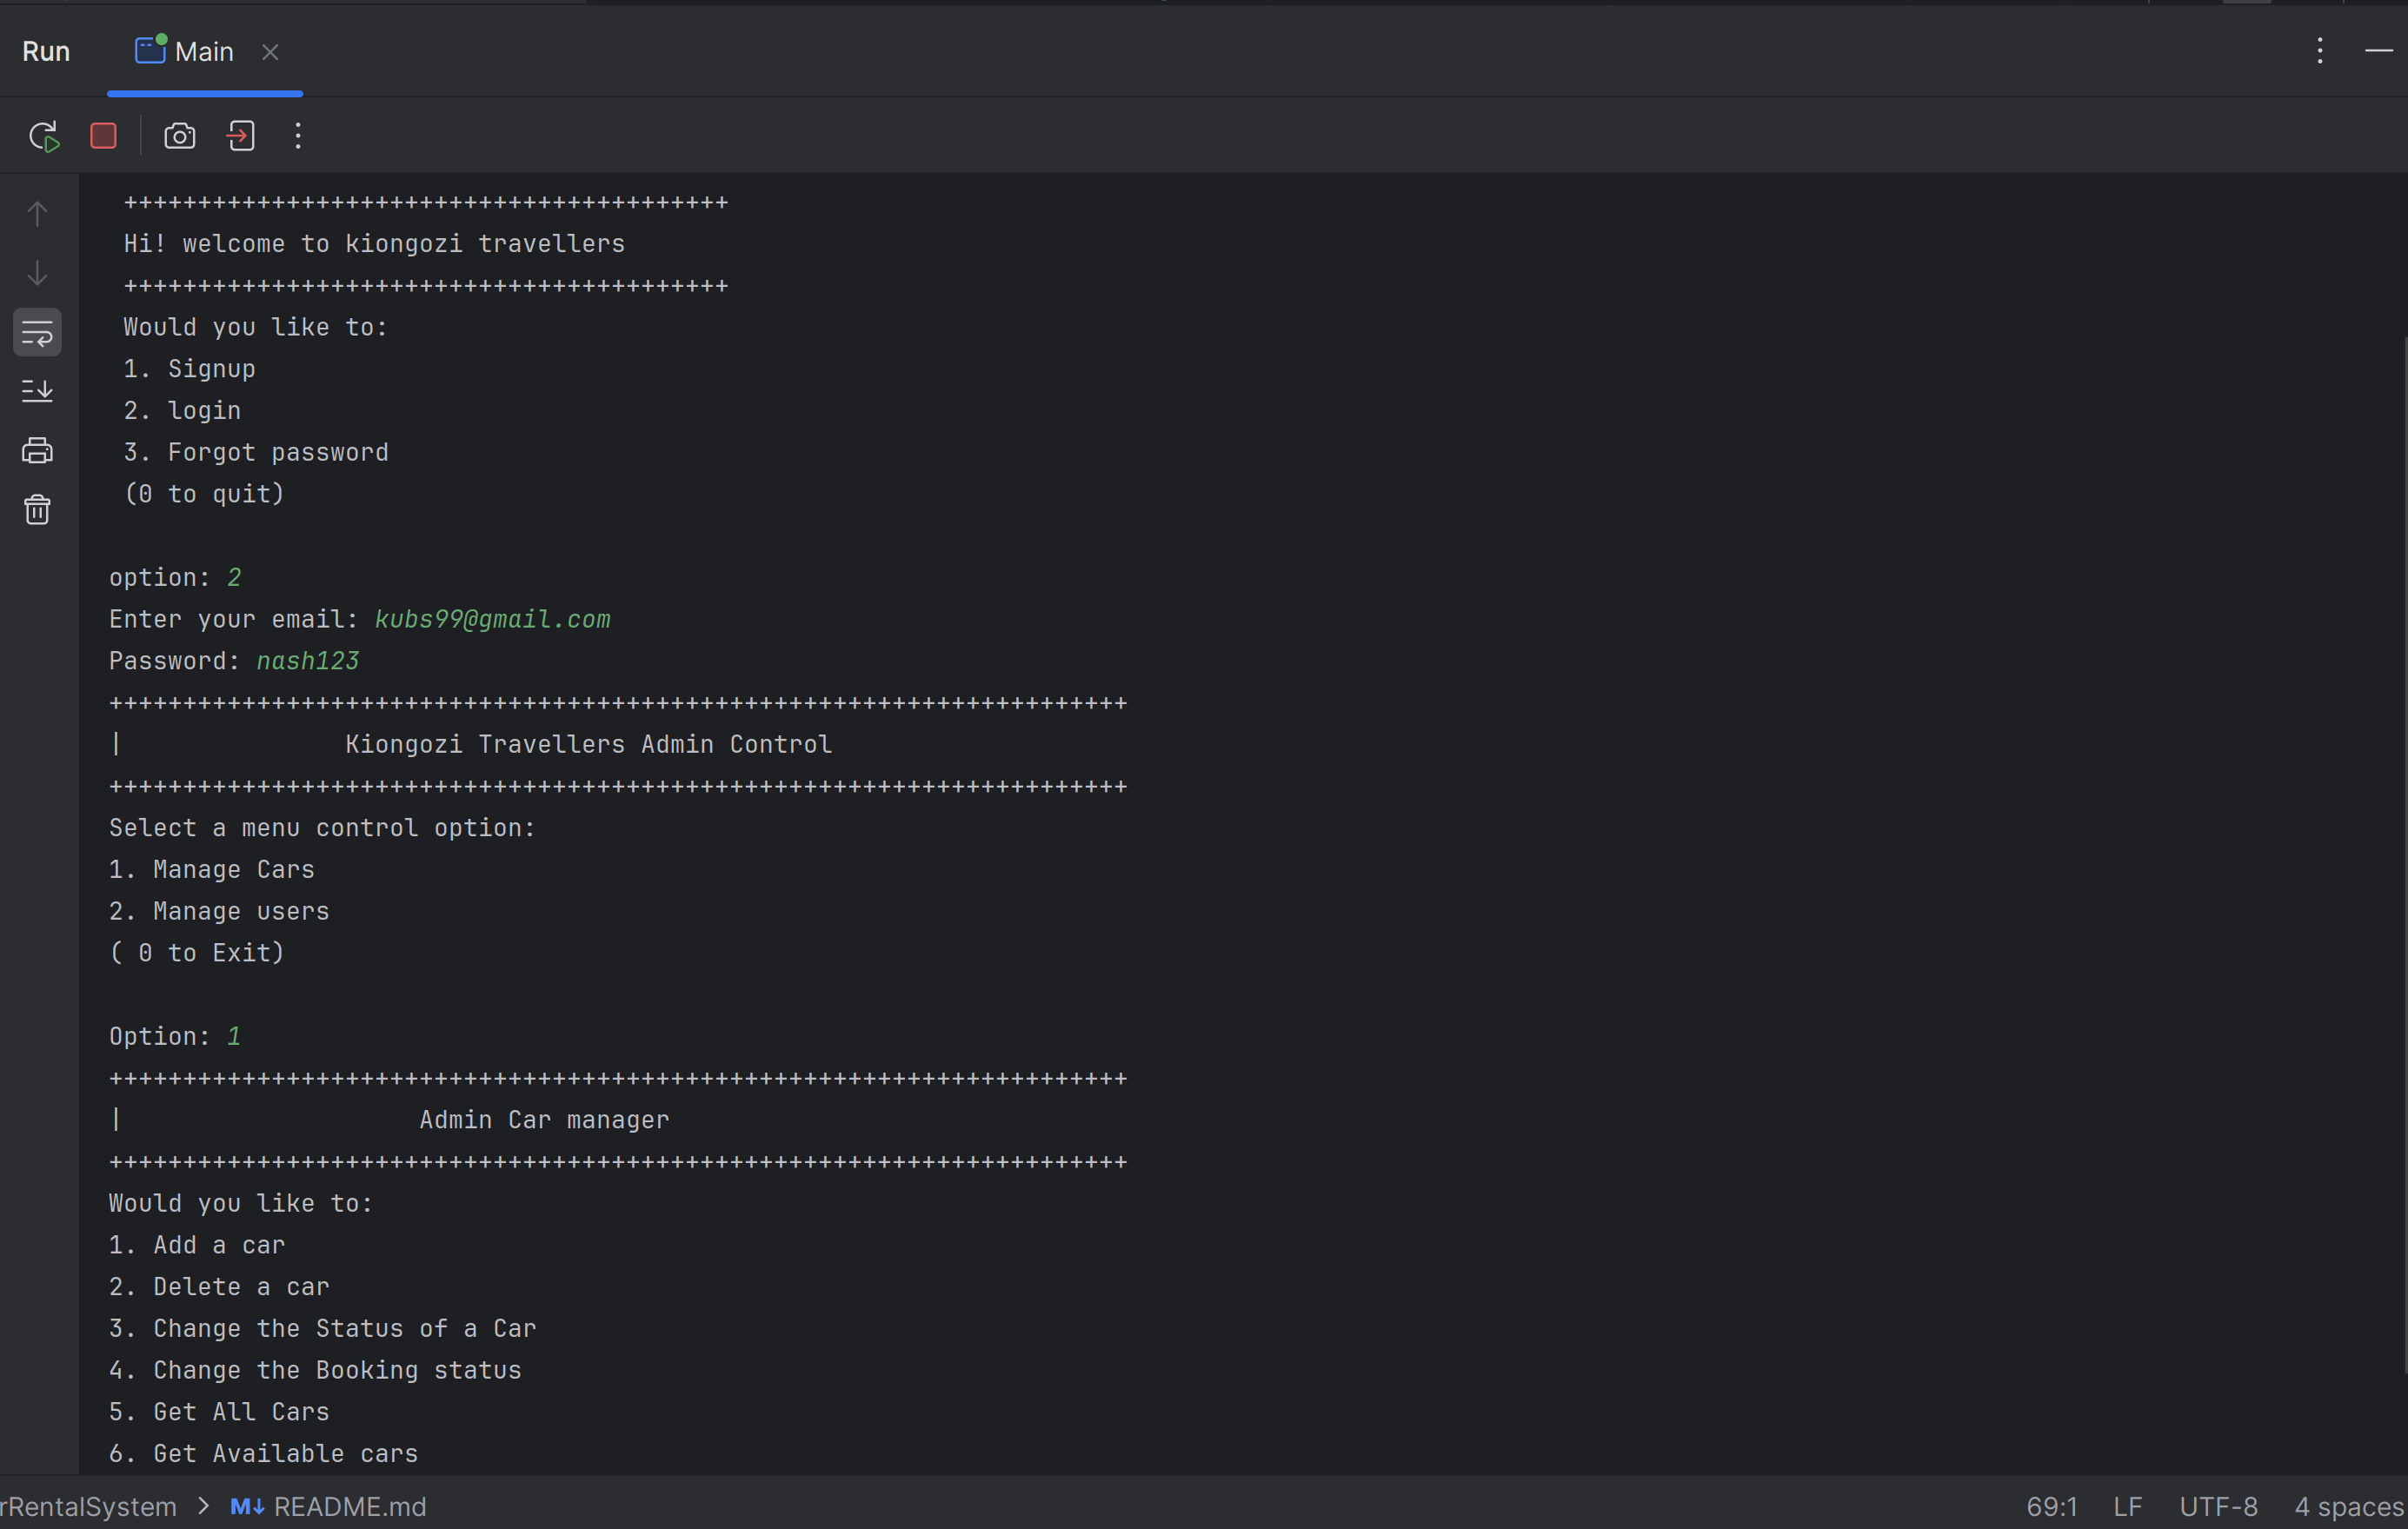 Run Main
+++++++++++++++++++++++++++++++++++++++++
Hi! welcome to kiongozi travellers
+++++++++++++++++++++++++++++++++++++++++
Would you like to:
1. Signup
2. login
3. Forgot password
(0 to quit)
option: 2
Enter your email: kubs99@gmail.com
Password: nash123
+++++++++++++++++++++++++++++++++++++++++++++++++++++++++++++++++++++
|               Kiongozi Travellers Admin Control
+++++++++++++++++++++++++++++++++++++++++++++++++++++++++++++++++++++
Select a menu control option:
1. Manage Cars
2. Manage users
( 0 to Exit)
Option: 1
+++++++++++++++++++++++++++++++++++++++++++++++++++++++++++++++++++++
|                    Admin Car manager
+++++++++++++++++++++++++++++++++++++++++++++++++++++++++++++++++++++
Would you like to:
1. Add a car
2. Delete a car
3. Change the Status of a Car
4. Change the Booking status
5. Get All Cars
6. Get Available cars
rRentalSystem > M↓ README.md 69:1 LF UTF-8 4 spaces